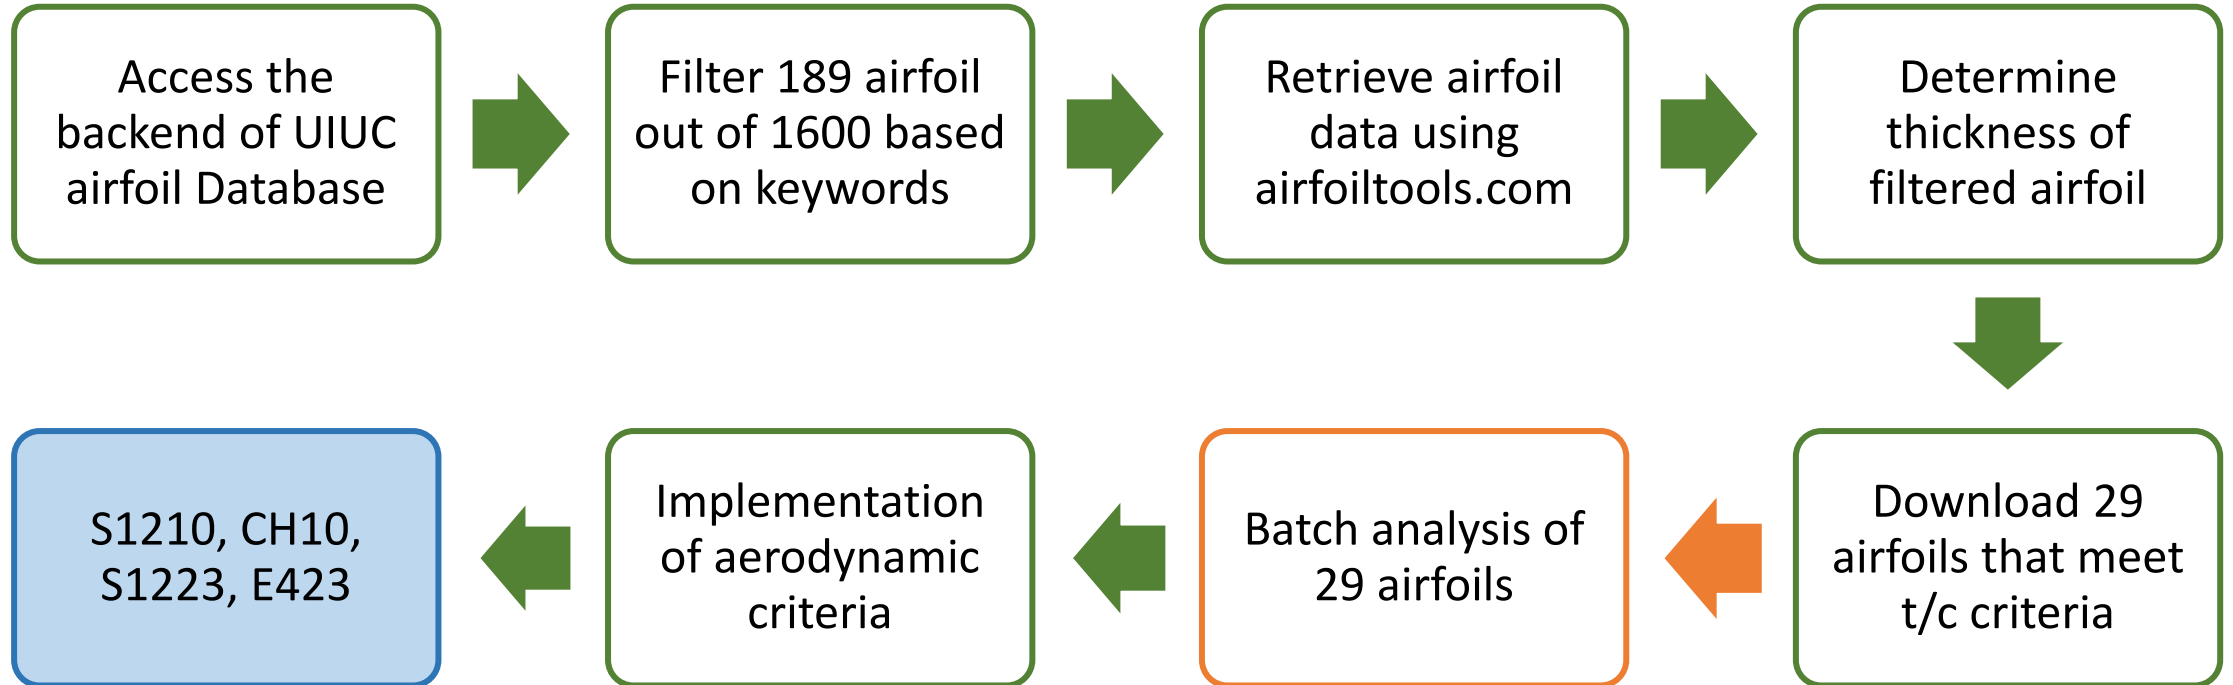 Access the
backend of UIUC
airfoil Database
Filter 189 airfoil
out of 1600 based
on keywords
Retrieve airfoil
data using
airfoiltools.com
Determine
thickness of
filtered airfoil
Download 29
airfoils that meet
t/c criteria
Batch analysis of
29 airfoils
Implementation
of aerodynamic
criteria
S1210, CH10,
S1223, E423